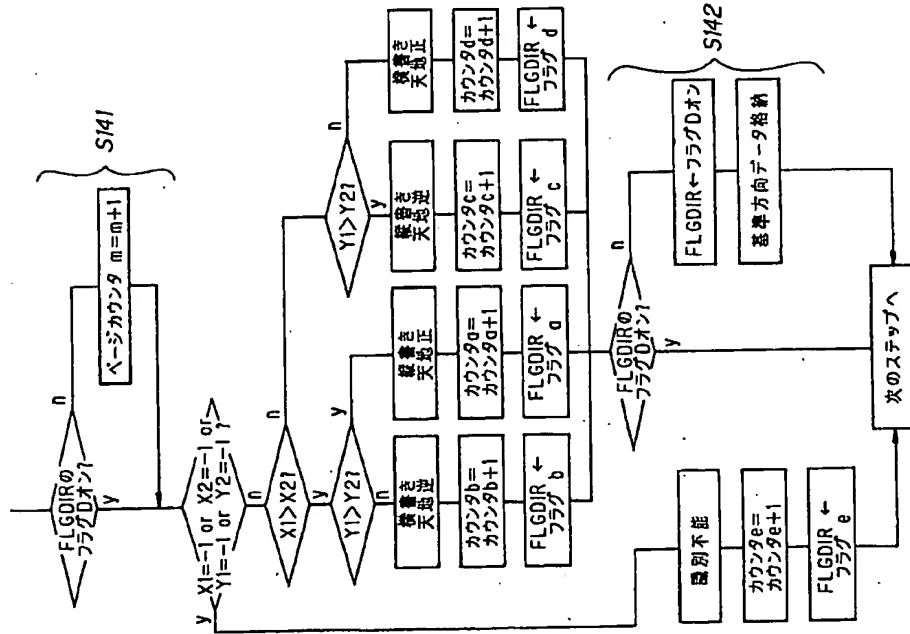 FLGDIRの
フラグDオン?
n
y
ページカウンタ m=m+1
S141
X1=-1 or X2=-1 or
Y1=-1 or Y2=-1 ?
y
n
X1>X2?
n
y
Y1>Y2?
y
n
Y1>Y2?
n
y
横書き
天地逆
カウンタb=
カウンタb+1
FLGDIR ←
フラグ b
縦書き
天地正
カウンタa=
カウンタa+1
FLGDIR ←
フラグ a
縦書き
天地逆
カウンタc=
カウンタc+1
FLGDIR ←
フラグ c
横書き
天地正
カウンタd=
カウンタd+1
FLGDIR ←
フラグ d
FLGDIRの
フラグDオン?
n
y
FLGDIR←フラグDオン
基準方向データ格納
S142
識別不能
カウンタe=
カウンタe+1
FLGDIR ←
フラグ e
次のステップへ